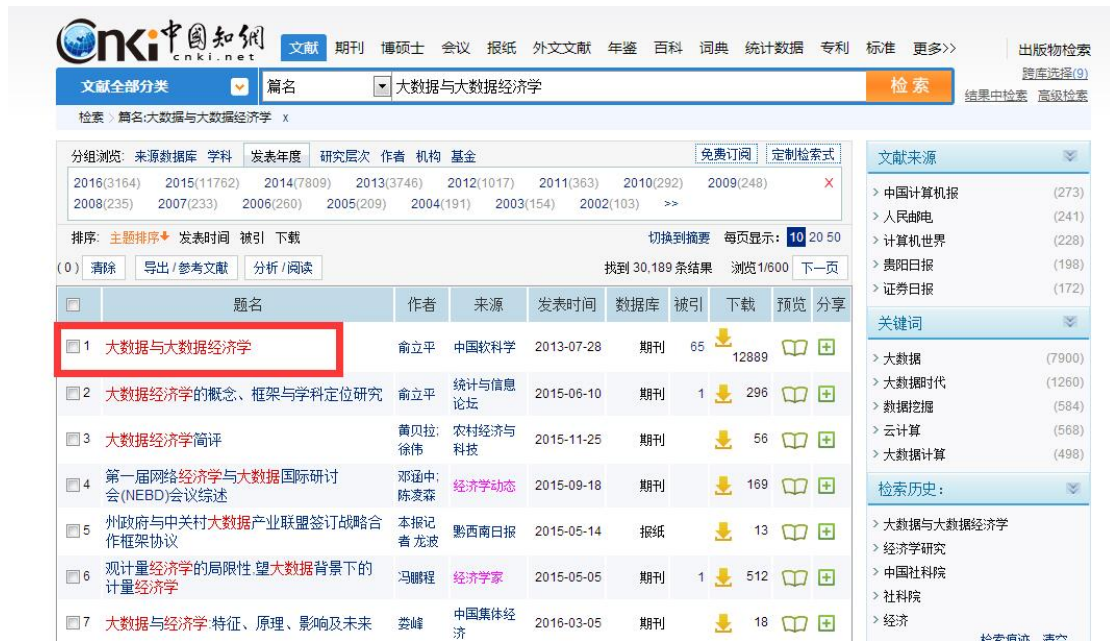 cnki 中国知网
cnki.net
文献 期刊 博硕士 会议 报纸 外文文献 年鉴 百科 词典 统计数据 专利 标准 更多>>
出版物检索
文献全部分类 篇名 大数据与大数据经济学 检索
跨库选择(9)
结果中检索 高级检索
检索 > 篇名:大数据与大数据经济学 x
分组浏览: 来源数据库 学科 发表年度 研究层次 作者 机构 基金 免费订阅 定制检索式
2016(3164) 2015(11762) 2014(7809) 2013(3746) 2012(1017) 2011(363) 2010(292) 2009(248) X
2008(235) 2007(233) 2006(260) 2005(209) 2004(191) 2003(154) 2002(103) >>
排序: 主题排序 发表时间 被引 下载 切换到摘要 每页显示: 10 20 50
(0) 清除 导出/参考文献 分析/阅读 找到 30,189 条结果 浏览1/600 下一页
题名 作者 来源 发表时间 数据库 被引 下载 预览 分享
1 大数据与大数据经济学 俞立平 中国软科学 2013-07-28 期刊 65 12889
2 大数据经济学的概念、框架与学科定位研究 俞立平 统计与信息论坛 2015-06-10 期刊 1 296
3 大数据经济学简评 黄贝拉; 徐伟 农村经济与科技 2015-11-25 期刊 56
4 第一届网络经济学与大数据国际研讨会(NEBD)会议综述 邓涵中; 陈凌霖 经济学动态 2015-09-18 期刊 169
5 州政府与中关村大数据产业联盟签订战略合作框架协议 本报记者 龙波 黔西南日报 2015-05-14 报纸 13
6 观计量经济学的局限性 望大数据背景下的计量经济学 冯鹏程 经济学家 2015-05-05 期刊 1 512
7 大数据与经济学:特征、原理、影响及未来 娄峰 中国集体经济 2016-03-05 期刊 18
文献来源
> 中国计算机报 (273)
> 人民邮电 (241)
> 计算机世界 (228)
> 贵阳日报 (198)
> 证券日报 (172)
关键词
> 大数据 (7900)
> 大数据时代 (1260)
> 数据挖掘 (584)
> 云计算 (568)
> 大数据计算 (498)
检索历史:
> 大数据与大数据经济学
> 经济学研究
> 中国社科院
> 社科院
> 经济
检索痕迹 清空